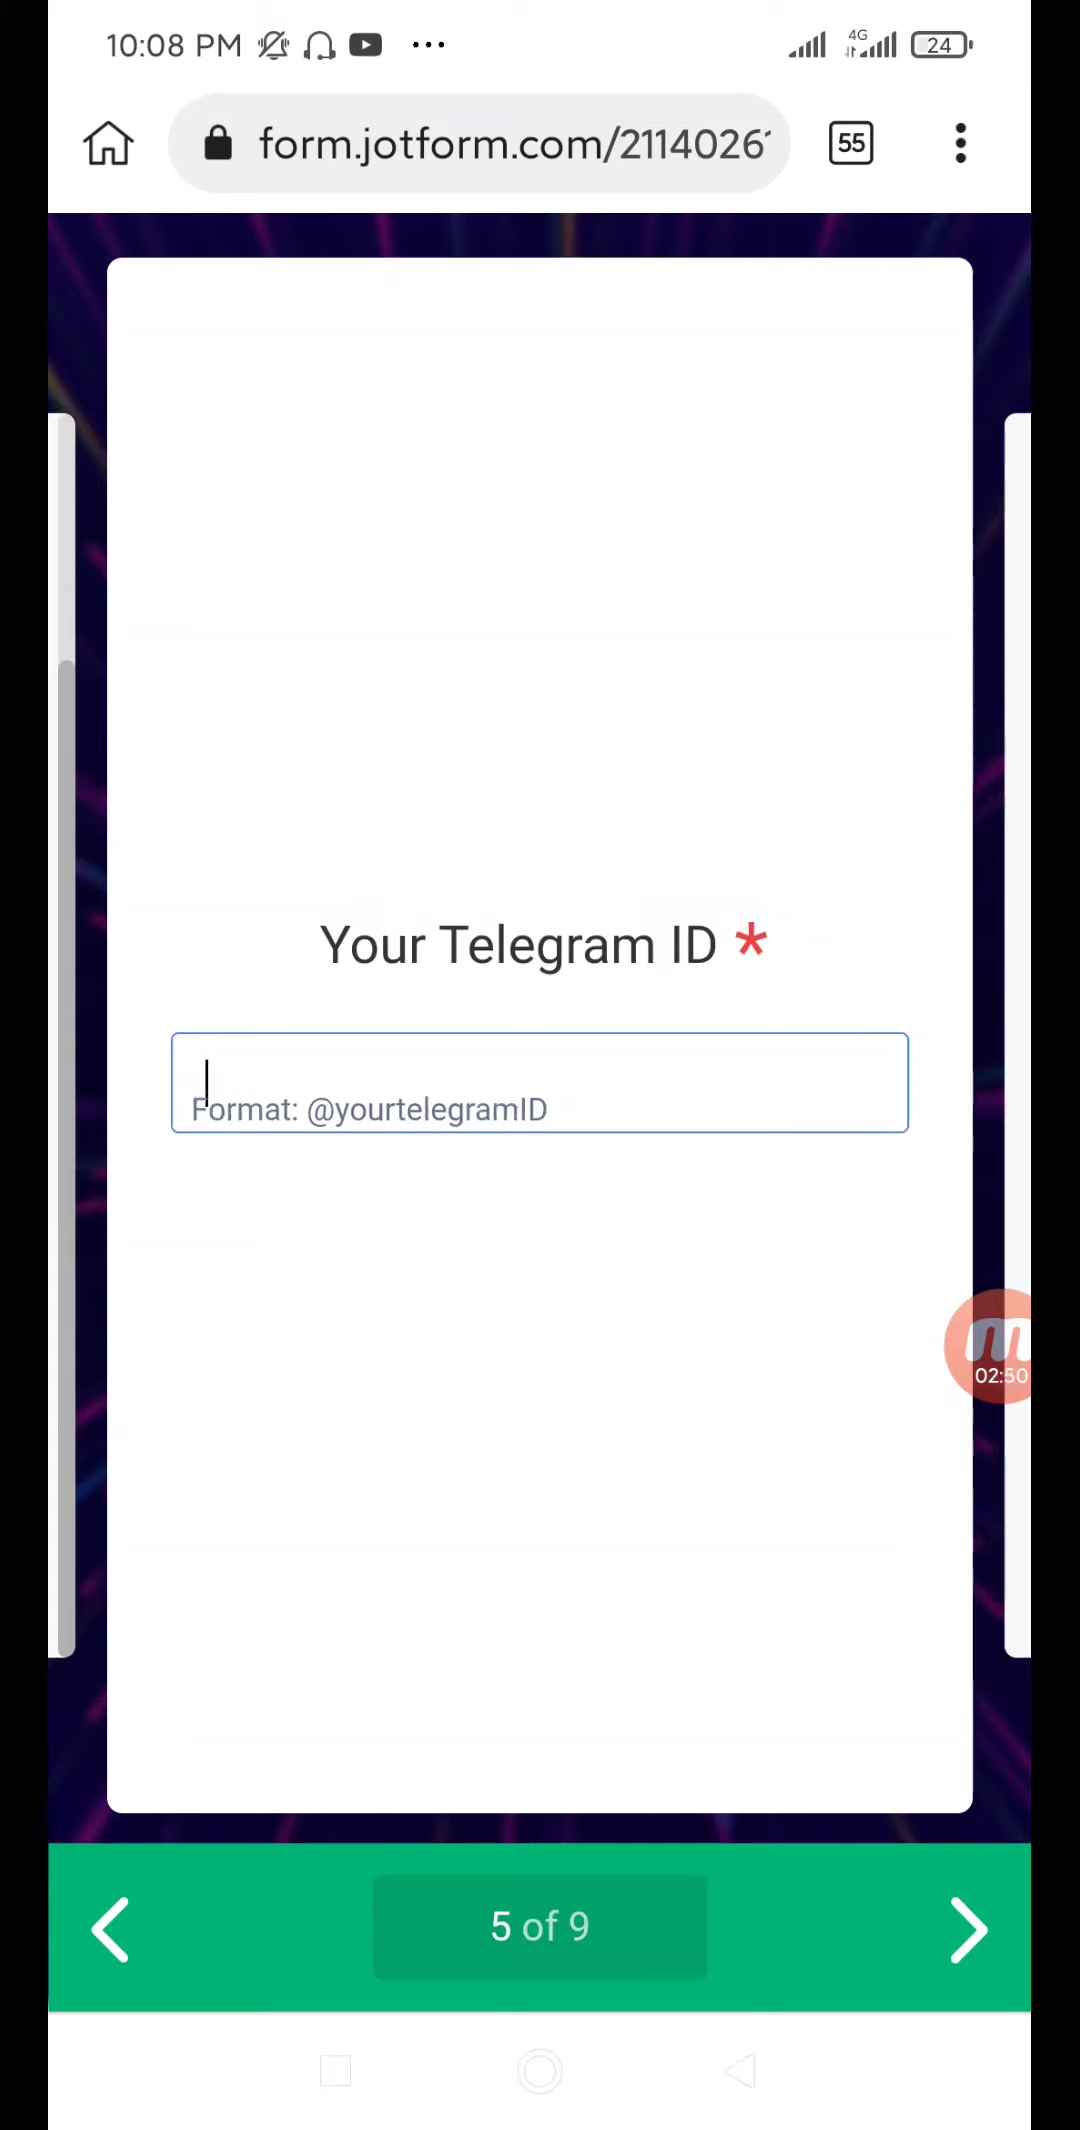 10:08 PM
4G
24
form.jotform.com/2114026
55
Your Telegram ID *
Format: @yourtelegramID
02:50
5 of 9